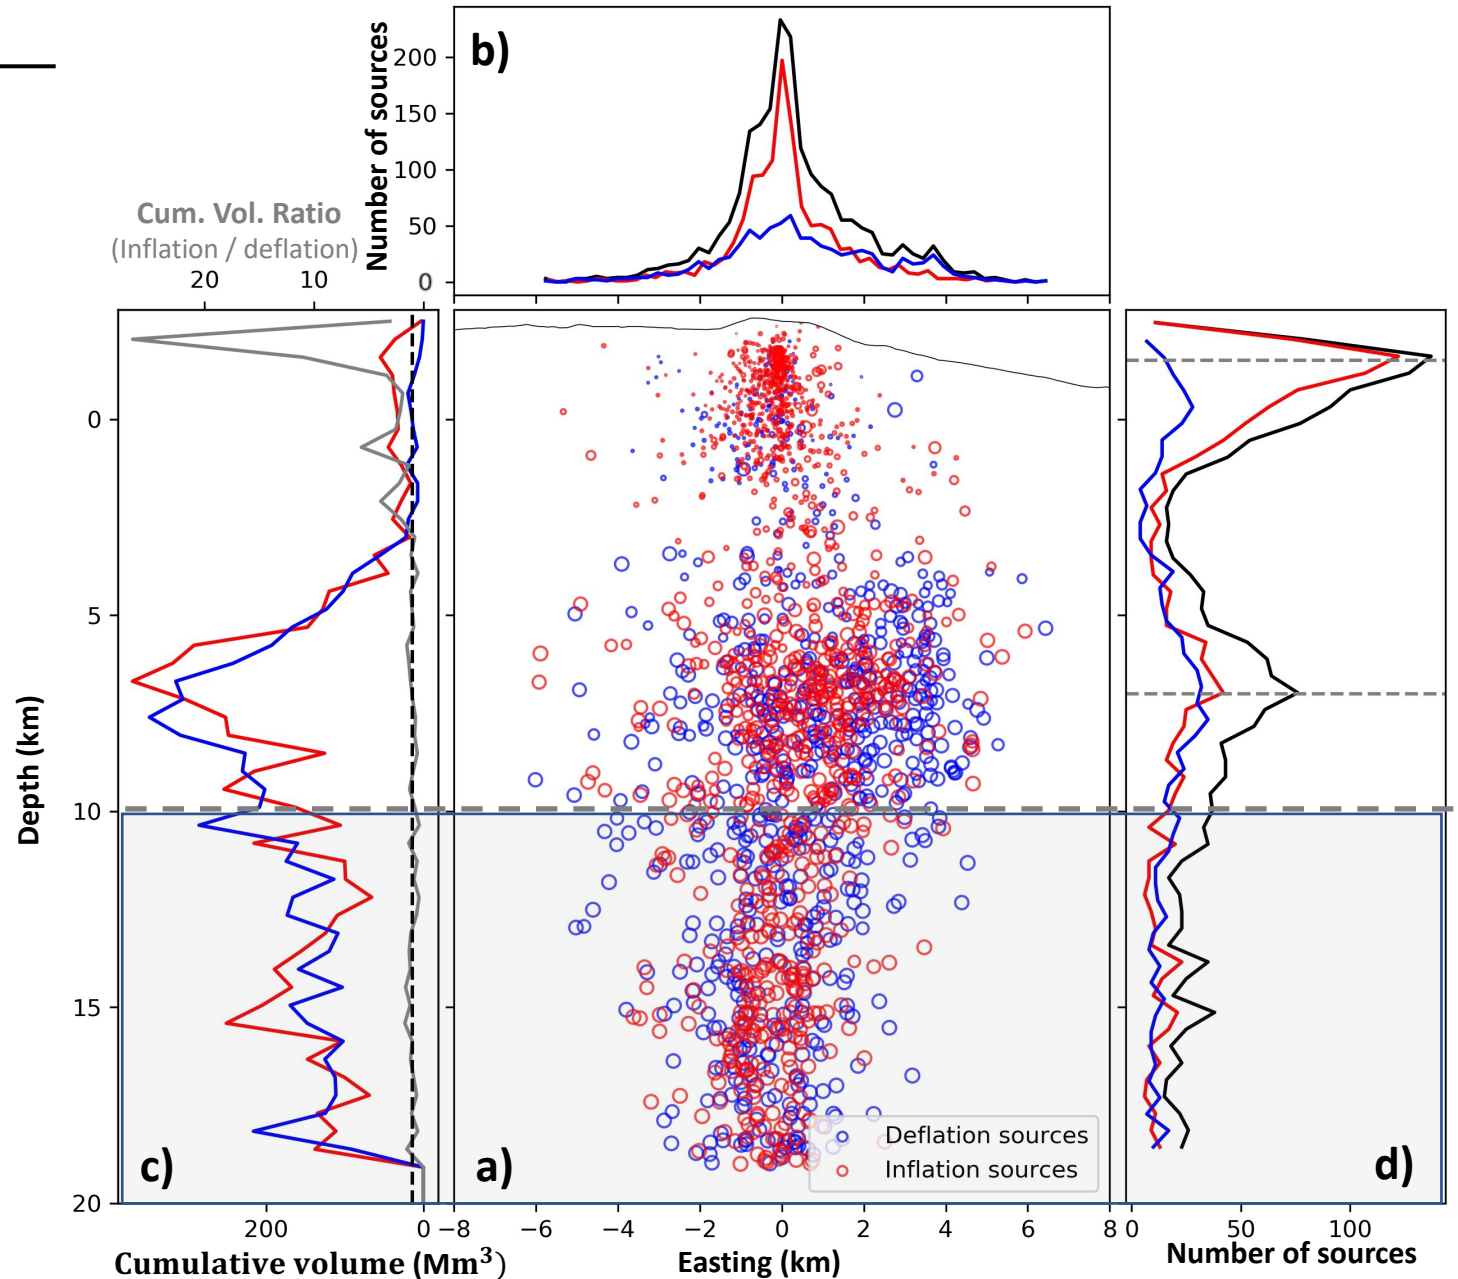 b)
Number of sources
200
150
100
50
0
Cum. Vol. Ratio
(Inflation / deflation)
20 10 0
Depth (km)
0
5
10
15
20
c)
a)
d)
Deflation sources
Inflation sources
200 0
−8 −6 −4 −2 0 2 4 6 8
0 50 100
Cumulative volume (Mm³)
Easting (km)
Number of sources